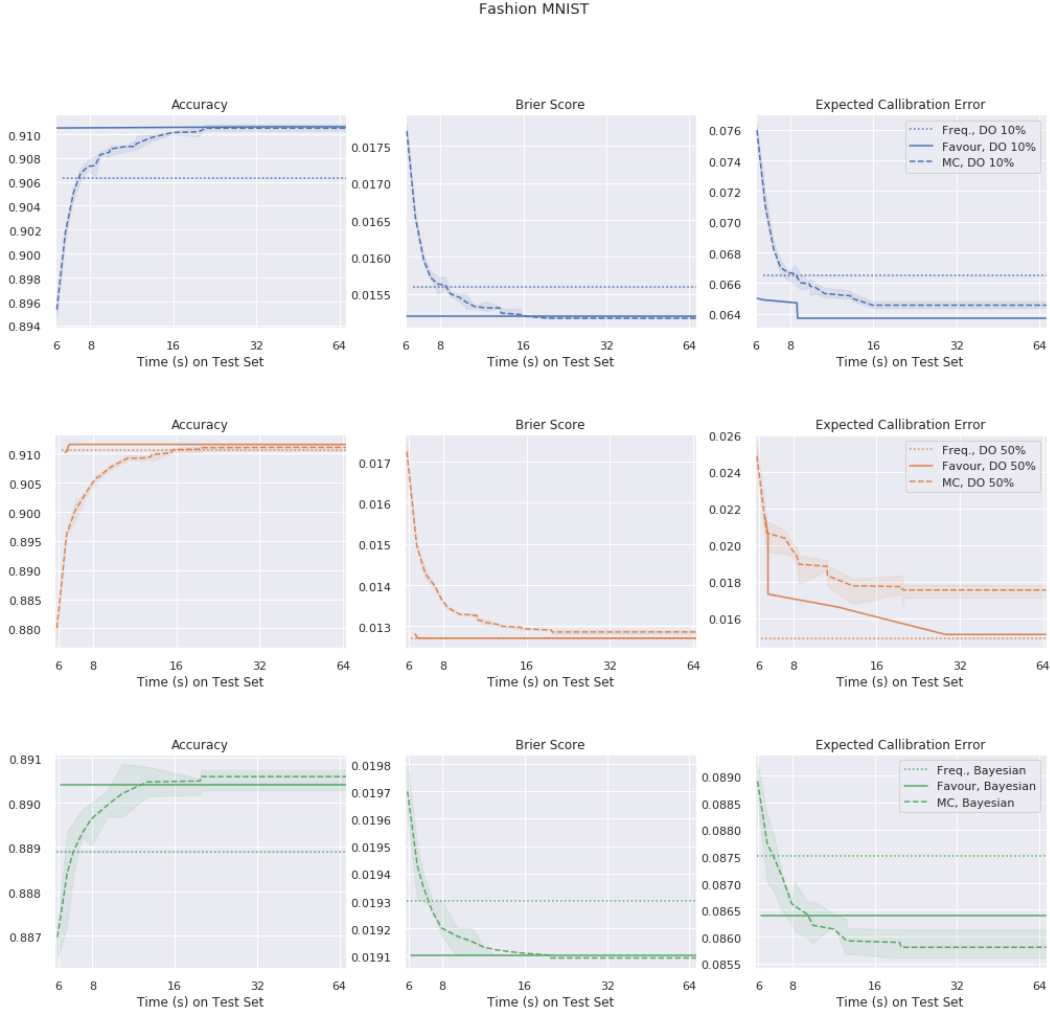 Fashion MNIST
Accuracy
0.910
0.908
0.906
0.904
0.902
0.900
0.898
0.896
0.894
6 8 16 32 64
Time (s) on Test Set
Brier Score
0.0175
0.0170
0.0165
0.0160
0.0155
6 8 16 32 64
Time (s) on Test Set
Expected Callibration Error
Freq., DO 10%
Favour, DO 10%
MC, DO 10%
0.076
0.074
0.072
0.070
0.068
0.066
0.064
6 8 16 32 64
Time (s) on Test Set
Accuracy
0.910
0.905
0.900
0.895
0.890
0.885
0.880
6 8 16 32 64
Time (s) on Test Set
Brier Score
0.017
0.016
0.015
0.014
0.013
6 8 16 32 64
Time (s) on Test Set
Expected Callibration Error
Freq., DO 50%
Favour, DO 50%
MC, DO 50%
0.026
0.024
0.022
0.020
0.018
0.016
6 8 16 32 64
Time (s) on Test Set
Accuracy
0.891
0.890
0.889
0.888
0.887
6 8 16 32 64
Time (s) on Test Set
Brier Score
0.0198
0.0197
0.0196
0.0195
0.0194
0.0193
0.0192
0.0191
6 8 16 32 64
Time (s) on Test Set
Expected Callibration Error
Freq., Bayesian
Favour, Bayesian
MC, Bayesian
0.0890
0.0885
0.0880
0.0875
0.0870
0.0865
0.0860
0.0855
6 8 16 32 64
Time (s) on Test Set